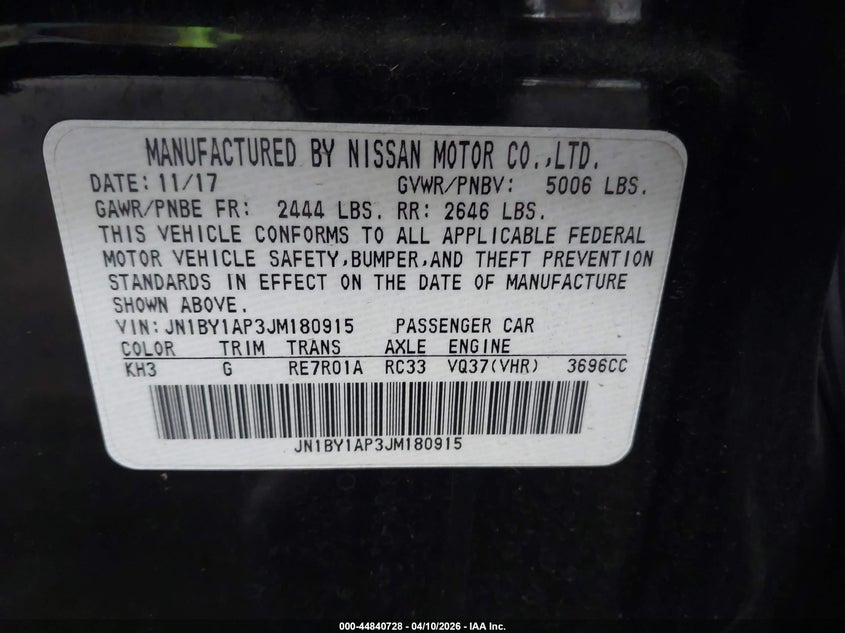 MANUFACTURED BY NISSAN MOTOR CO.,LTD.
DATE: 11/17 GVWR/PNBV: 5006 LBS.
GAWR/PNBE FR: 2444 LBS. RR: 2646 LBS.
THIS VEHICLE CONFORMS TO ALL APPLICABLE FEDERAL
MOTOR VEHICLE SAFETY,BUMPER,AND THEFT PREVENTION
STANDARDS IN EFFECT ON THE DATE OF MANUFACTURE
SHOWN ABOVE.
VIN: JN1BY1AP3JM180915 PASSENGER CAR
COLOR TRIM TRANS AXLE ENGINE
KH3 G RE7R01A RC33 VQ37(VHR) 3696CC
JN1BY1AP3JM180915
000-44840728 - 04/10/2026 - IAA Inc.